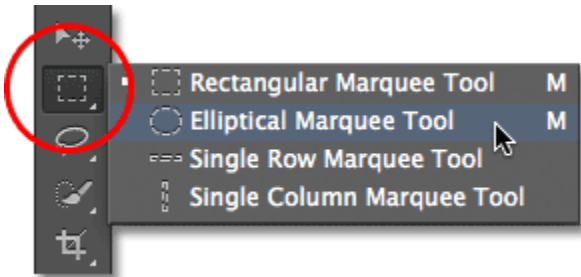 Rectangular Marquee Tool M
Elliptical Marquee Tool M
Single Row Marquee Tool
Single Column Marquee Tool